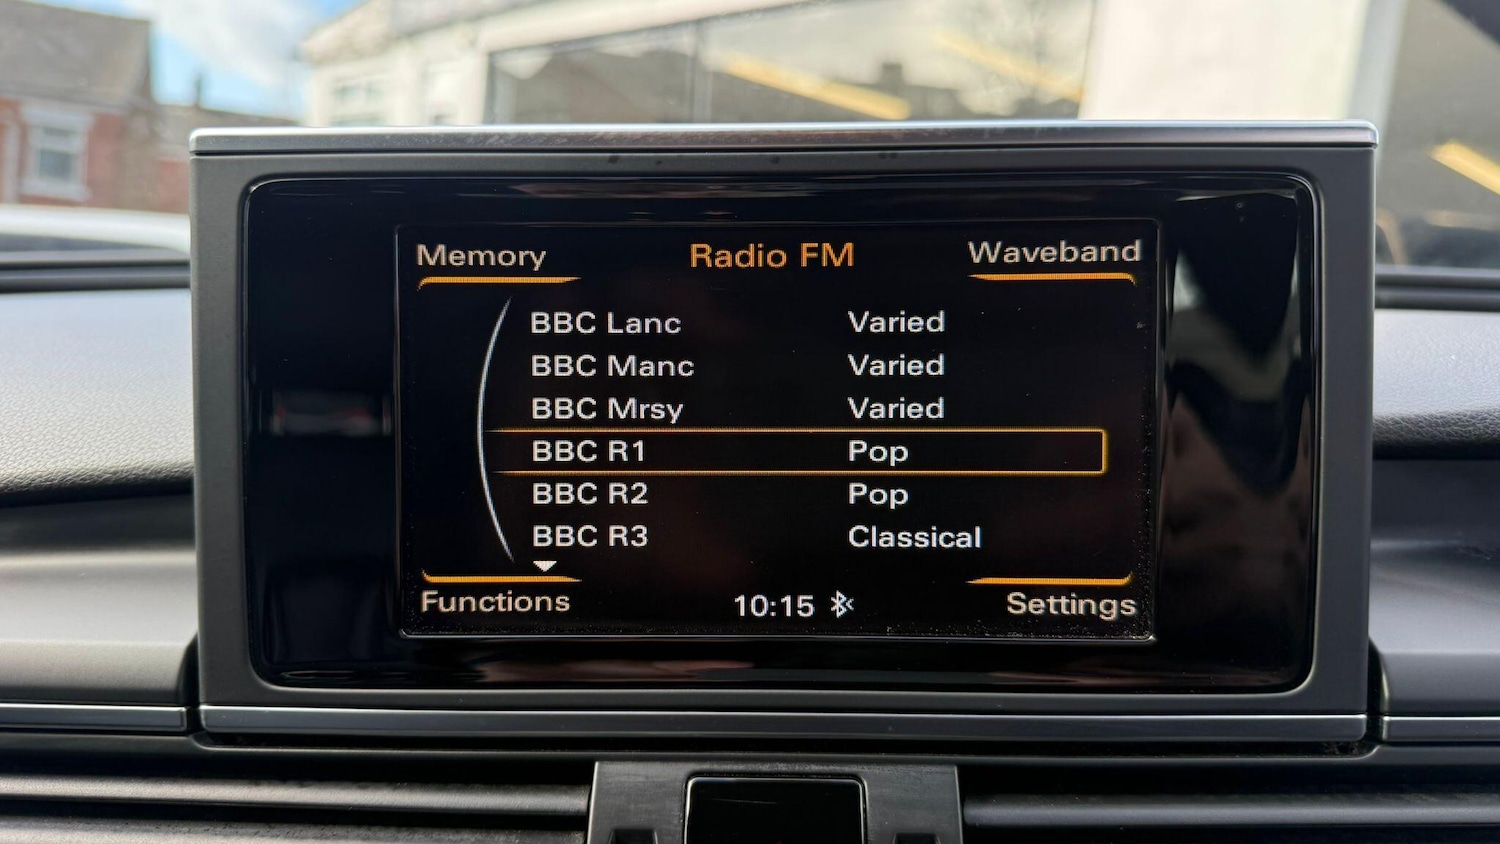 Memory Radio FM Waveband
BBC Lanc Varied
BBC Manc Varied
BBC Mrsy Varied
BBC R1 Pop
BBC R2 Pop
BBC R3 Classical
Functions 10:15 Settings